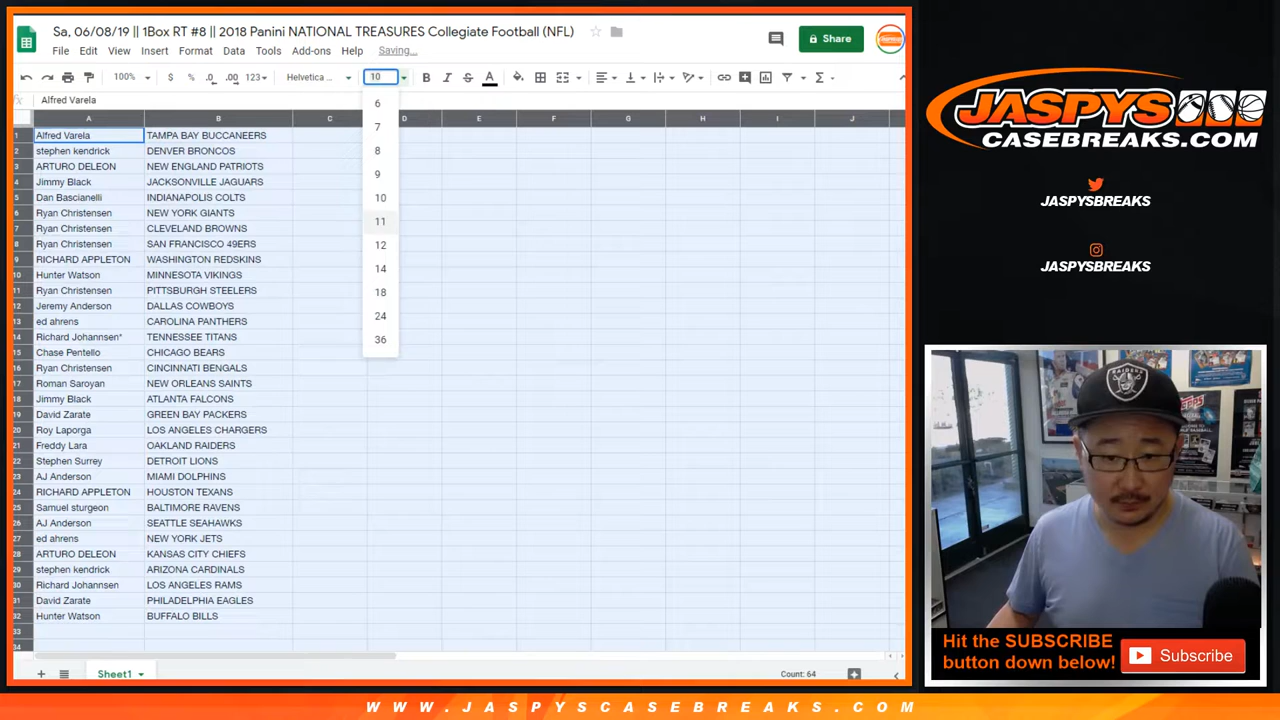 Sa, 06/08/19 || 1Box RT #8 || 2018 Panini NATIONAL TREASURES Collegiate Football (NFL)
File Edit View Insert Format Data Tools Add-ons Help Saving...
Share
100% $ % .0 .00 123 Helvetica ... 10 B I S A
fx Alfred Varela
A B C D E F G H I J
1 Alfred Varela TAMPA BAY BUCCANEERS
2 stephen kendrick DENVER BRONCOS
3 ARTURO DELEON NEW ENGLAND PATRIOTS
4 Jimmy Black JACKSONVILLE JAGUARS
5 Dan Bascianelli INDIANAPOLIS COLTS
6 Ryan Christensen NEW YORK GIANTS
7 Ryan Christensen CLEVELAND BROWNS
8 Ryan Christensen SAN FRANCISCO 49ERS
9 RICHARD APPLETON WASHINGTON REDSKINS
10 Hunter Watson MINNESOTA VIKINGS
11 Ryan Christensen PITTSBURGH STEELERS
12 Jeremy Anderson DALLAS COWBOYS
13 ed ahrens CAROLINA PANTHERS
14 Richard Johannsen* TENNESSEE TITANS
15 Chase Pentello CHICAGO BEARS
16 Ryan Christensen CINCINNATI BENGALS
17 Roman Saroyan NEW ORLEANS SAINTS
18 Jimmy Black ATLANTA FALCONS
19 David Zarate GREEN BAY PACKERS
20 Roy Laporga LOS ANGELES CHARGERS
21 Freddy Lara OAKLAND RAIDERS
22 Stephen Surrey DETROIT LIONS
23 AJ Anderson MIAMI DOLPHINS
24 RICHARD APPLETON HOUSTON TEXANS
25 Samuel sturgeon BALTIMORE RAVENS
26 AJ Anderson SEATTLE SEAHAWKS
27 ed ahrens NEW YORK JETS
28 ARTURO DELEON KANSAS CITY CHIEFS
29 stephen kendrick ARIZONA CARDINALS
30 Richard Johannsen LOS ANGELES RAMS
31 David Zarate PHILADELPHIA EAGLES
32 Hunter Watson BUFFALO BILLS
33
34
6
7
8
9
10
11
12
14
18
24
36
Sheet1
Count: 64
JASPYS
CASEBREAKS.COM
JASPYSBREAKS
JASPYSBREAKS
RAIDERS
TOPPS
Hit the SUBSCRIBE
button down below!
Subscribe
WWW.JASPYSCASEBREAKS.COM